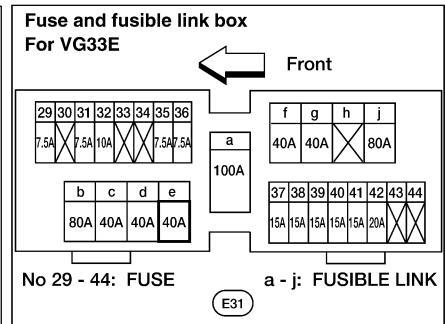 Fuse and fusible link box
For VG33E
Front
29 30 31 32 33 34 35 36
7.5A 7.5A 10A 7.5A 7.5A
a
100A
f g h j
40A 40A 80A
b c d e
80A 40A 40A 40A
37 38 39 40 41 42 43 44
15A 15A 15A 15A 15A 20A
No 29 - 44: FUSE
a - j: FUSIBLE LINK
E31